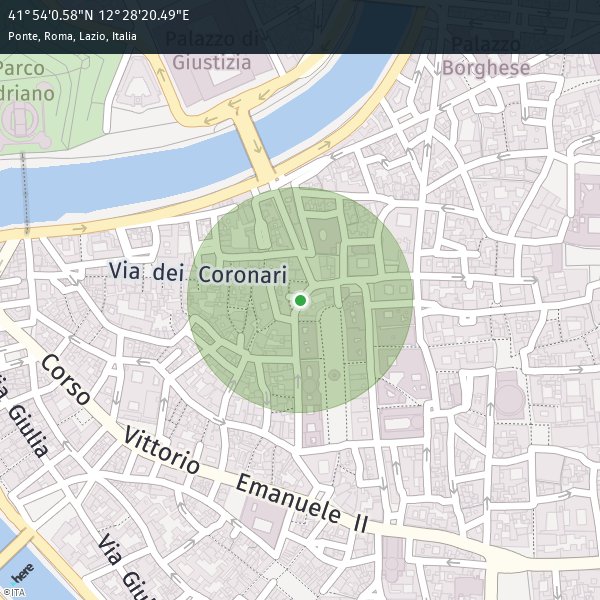 41°54'0.58"N 12°28'20.49"E
Ponte, Roma, Lazio, Italia
Palazzo di
Giustizia
Palazzo
Borghese
Parco
driano
Via dei Coronari
Corso Vittorio Emanuele II
ia Giulia
Via Giu
here
©ITA